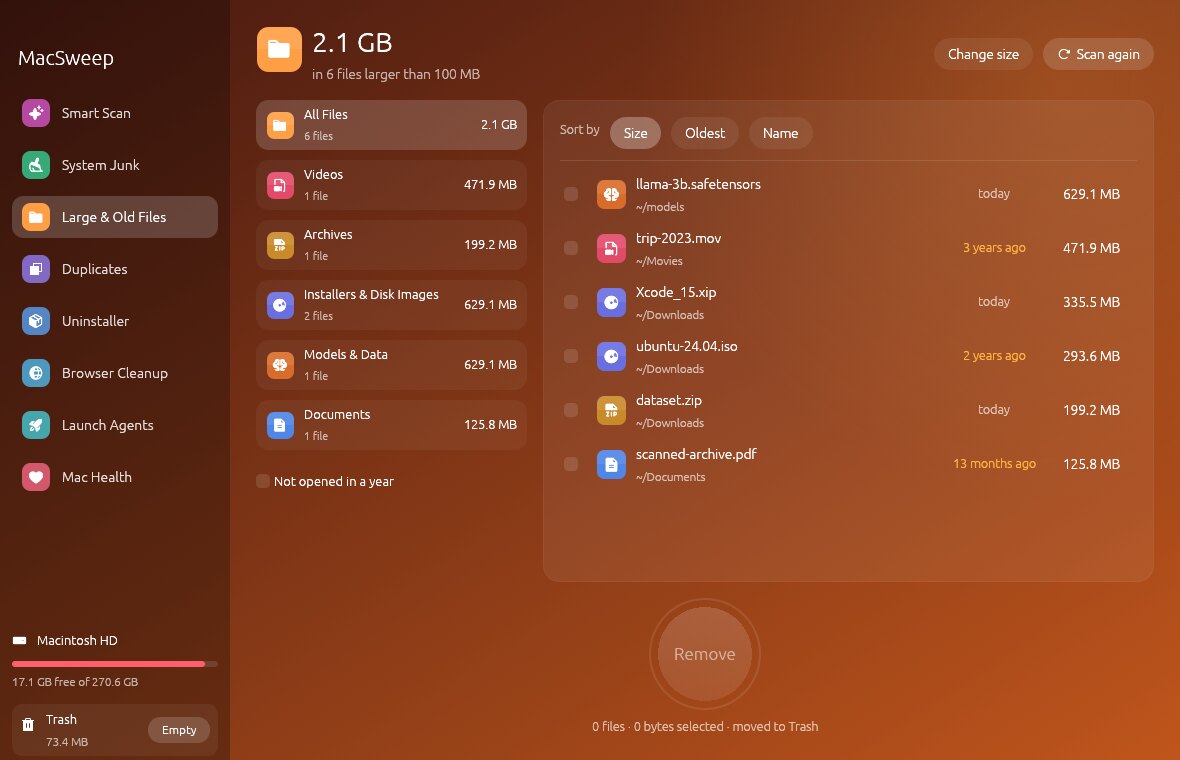 MacSweep
Smart Scan
System Junk
Large & Old Files
Duplicates
Uninstaller
Browser Cleanup
Launch Agents
Mac Health
Macintosh HD
17.1 GB free of 270.6 GB
Trash
73.4 MB
Empty
2.1 GB
in 6 files larger than 100 MB
Change size
Scan again
All Files
6 files
2.1 GB
Videos
1 file
471.9 MB
Archives
1 file
199.2 MB
Installers & Disk Images
2 files
629.1 MB
Models & Data
1 file
629.1 MB
Documents
1 file
125.8 MB
Not opened in a year
Sort by
Size
Oldest
Name
llama-3b.safetensors
~/models
today
629.1 MB
trip-2023.mov
~/Movies
3 years ago
471.9 MB
Xcode_15.xip
~/Downloads
today
335.5 MB
ubuntu-24.04.iso
~/Downloads
2 years ago
293.6 MB
ZIP
dataset.zip
~/Downloads
today
199.2 MB
scanned-archive.pdf
~/Documents
13 months ago
125.8 MB
Remove
0 files · 0 bytes selected · moved to Trash